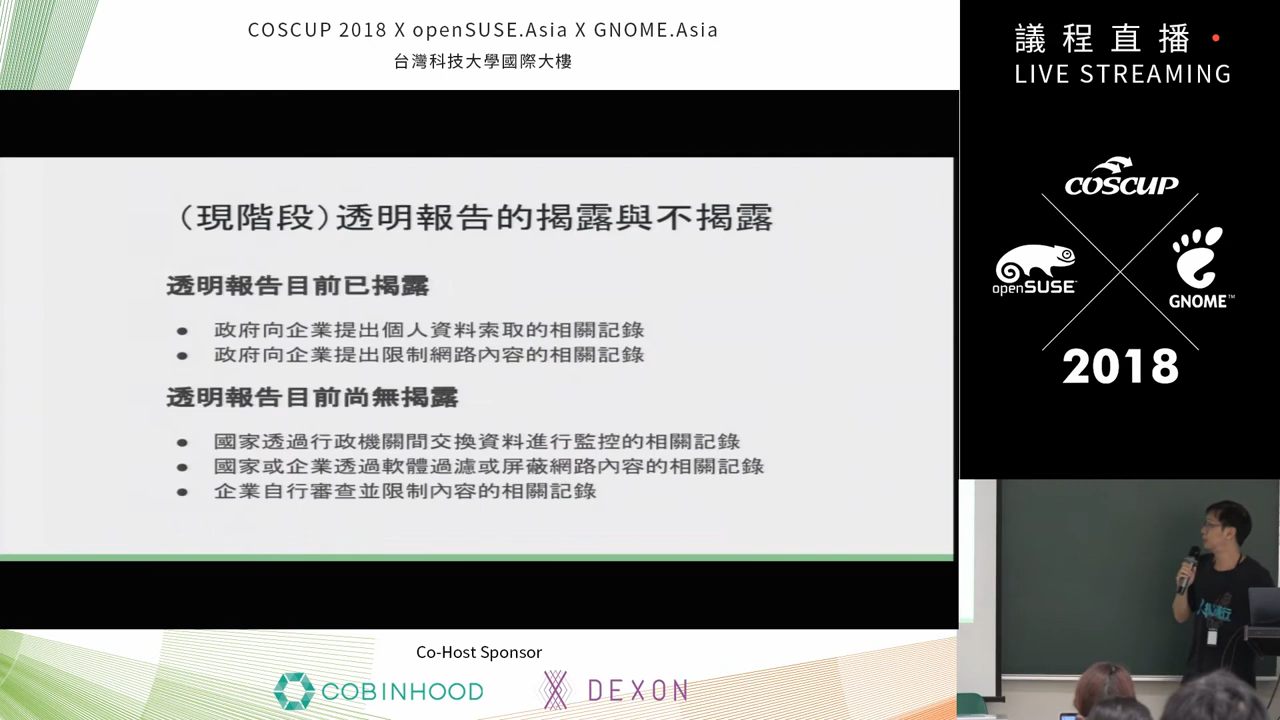 COSCUP 2018 X openSUSE.Asia X GNOME.Asia
台灣科技大學國際大樓
(現階段)透明報告的揭露與不揭露
透明報告目前已揭露
● 政府向企業提出個人資料索取的相關記錄
● 政府向企業提出限制網路內容的相關記錄
透明報告目前尚無揭露
● 國家透過行政機關間交換資料進行監控的相關記錄
● 國家或企業透過軟體過濾或屏蔽網路內容的相關記錄
● 企業自行審查並限制內容的相關記錄
Co-Host Sponsor
COBINHOOD
DEXON
議程直播
LIVE STREAMING
COSCUP
openSUSE
GNOME™
2018